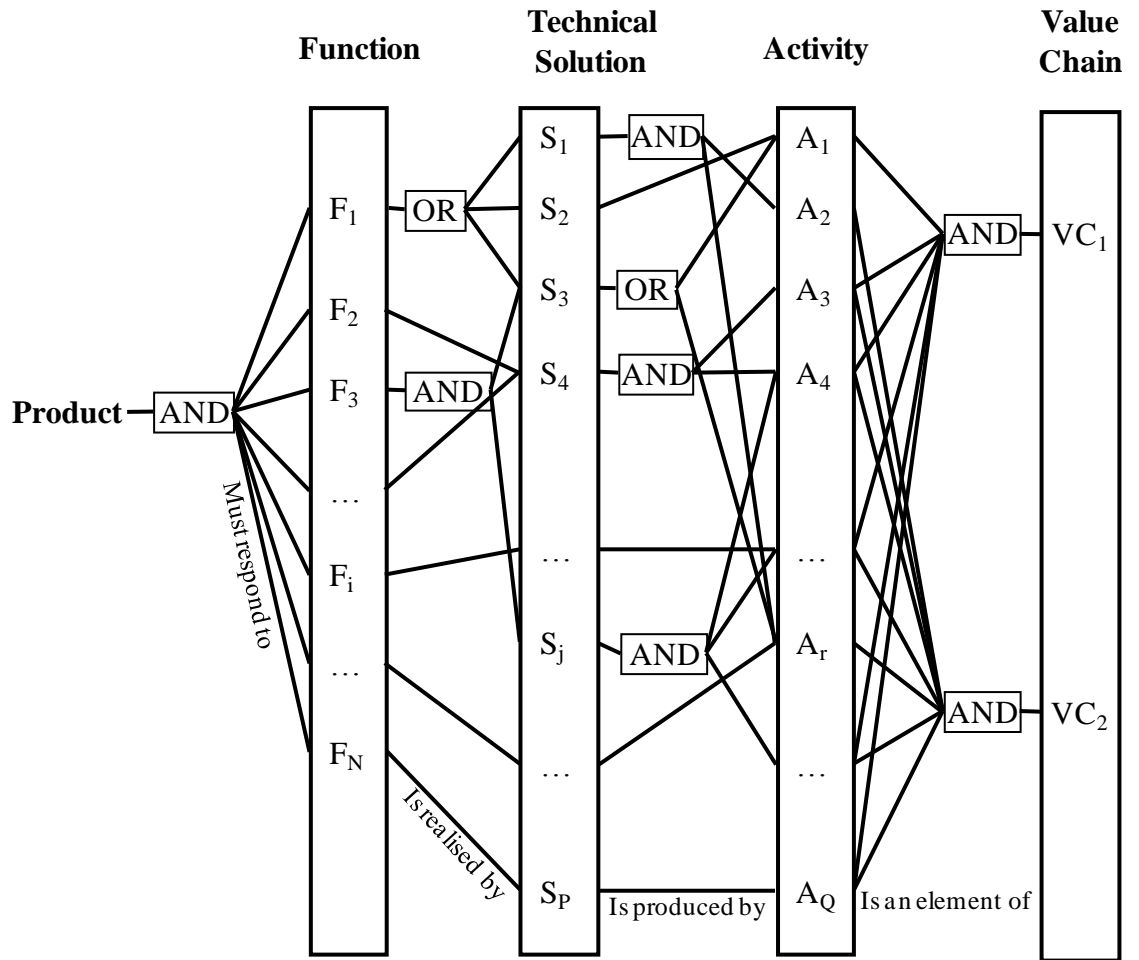 Function
Technical
Solution
Activity
Value
Chain
Product
AND
Must respond to
F1
F2
F3
…
Fi
…
FN
OR
AND
Is realised by
S1
S2
S3
S4
…
Sj
…
SP
AND
OR
AND
AND
Is produced by
A1
A2
A3
A4
…
Ar
…
AQ
AND
AND
Is an element of
VC1
VC2